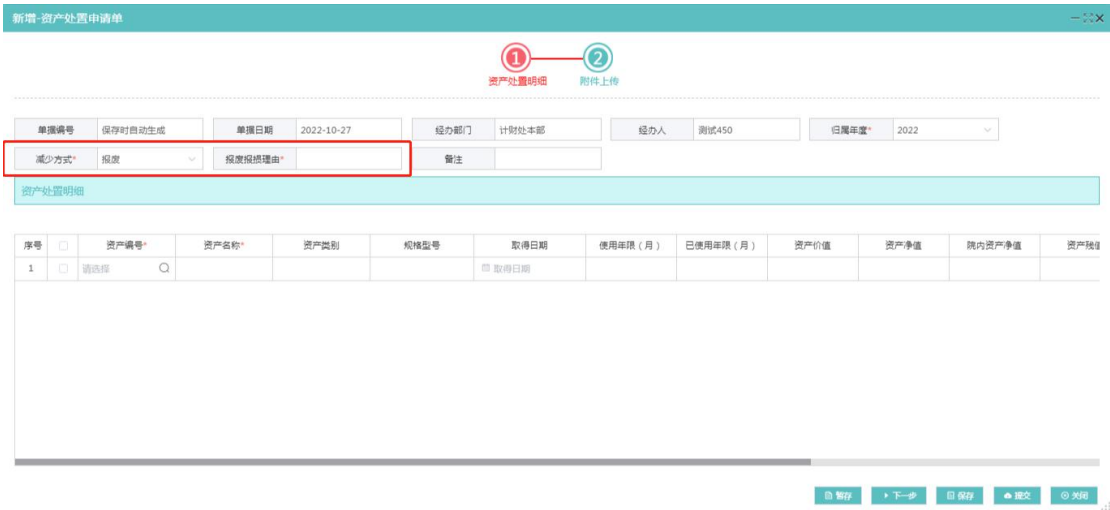 新增-资产处置申请单
1 2
资产处置明细 附件上传
单据编号 保存时自动生成 单据日期 2022-10-27 经办部门 计财处本部 经办人 测试450 归属年度* 2022
减少方式* 报废 报废报损理由* 备注
资产处置明细
序号 资产编号* 资产名称* 资产类别 规格型号 取得日期 使用年限（月） 已使用年限（月） 资产价值 资产净值 院内资产净值 资产残值
1 请选择 取得日期
暂存 下一步 保存 提交 关闭